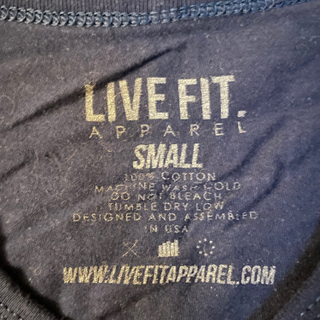 LIVE FIT.
APPAREL
SMALL
100% COTTON
MACHINE WASH COLD
DO NOT BLEACH
TUMBLE DRY LOW
DESIGNED AND ASSEMBLED
IN USA
WWW.LIVEFITAPPAREL.COM